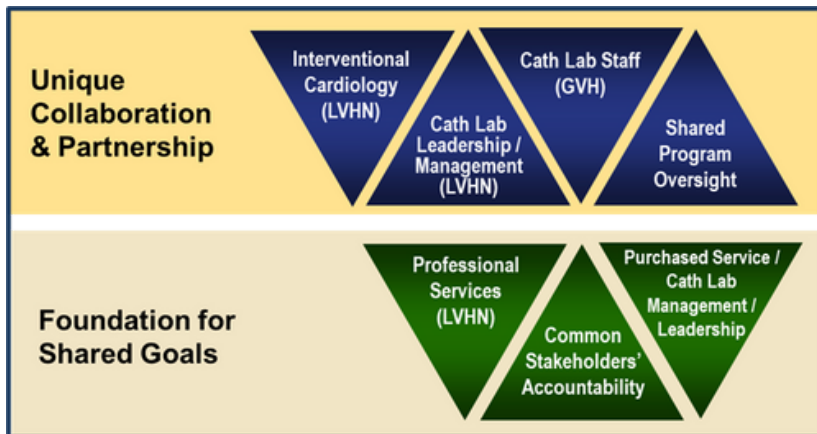 Unique
Collaboration
& Partnership
Interventional
Cardiology
(LVHN)
Cath Lab
Leadership /
Management
(LVHN)
Cath Lab Staff
(GVH)
Shared
Program
Oversight
Foundation for
Shared Goals
Professional
Services
(LVHN)
Common
Stakeholders'
Accountability
Purchased Service /
Cath Lab
Management /
Leadership